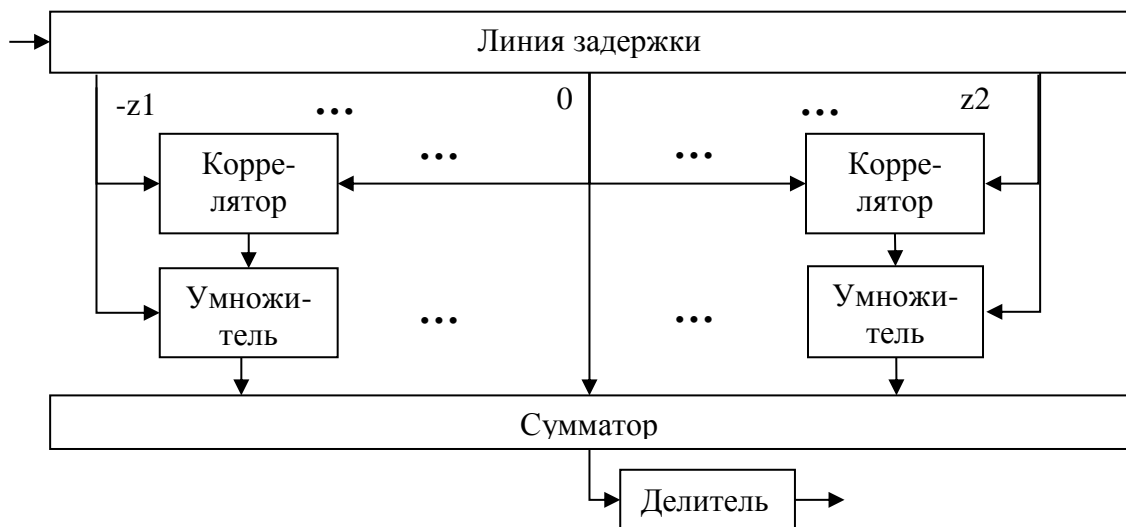 Линия задержки
-z1
...
0
...
z2
Корре-
лятор
...
...
Корре-
лятор
Умножи-
тель
...
...
Умножи-
тель
Сумматор
Делитель